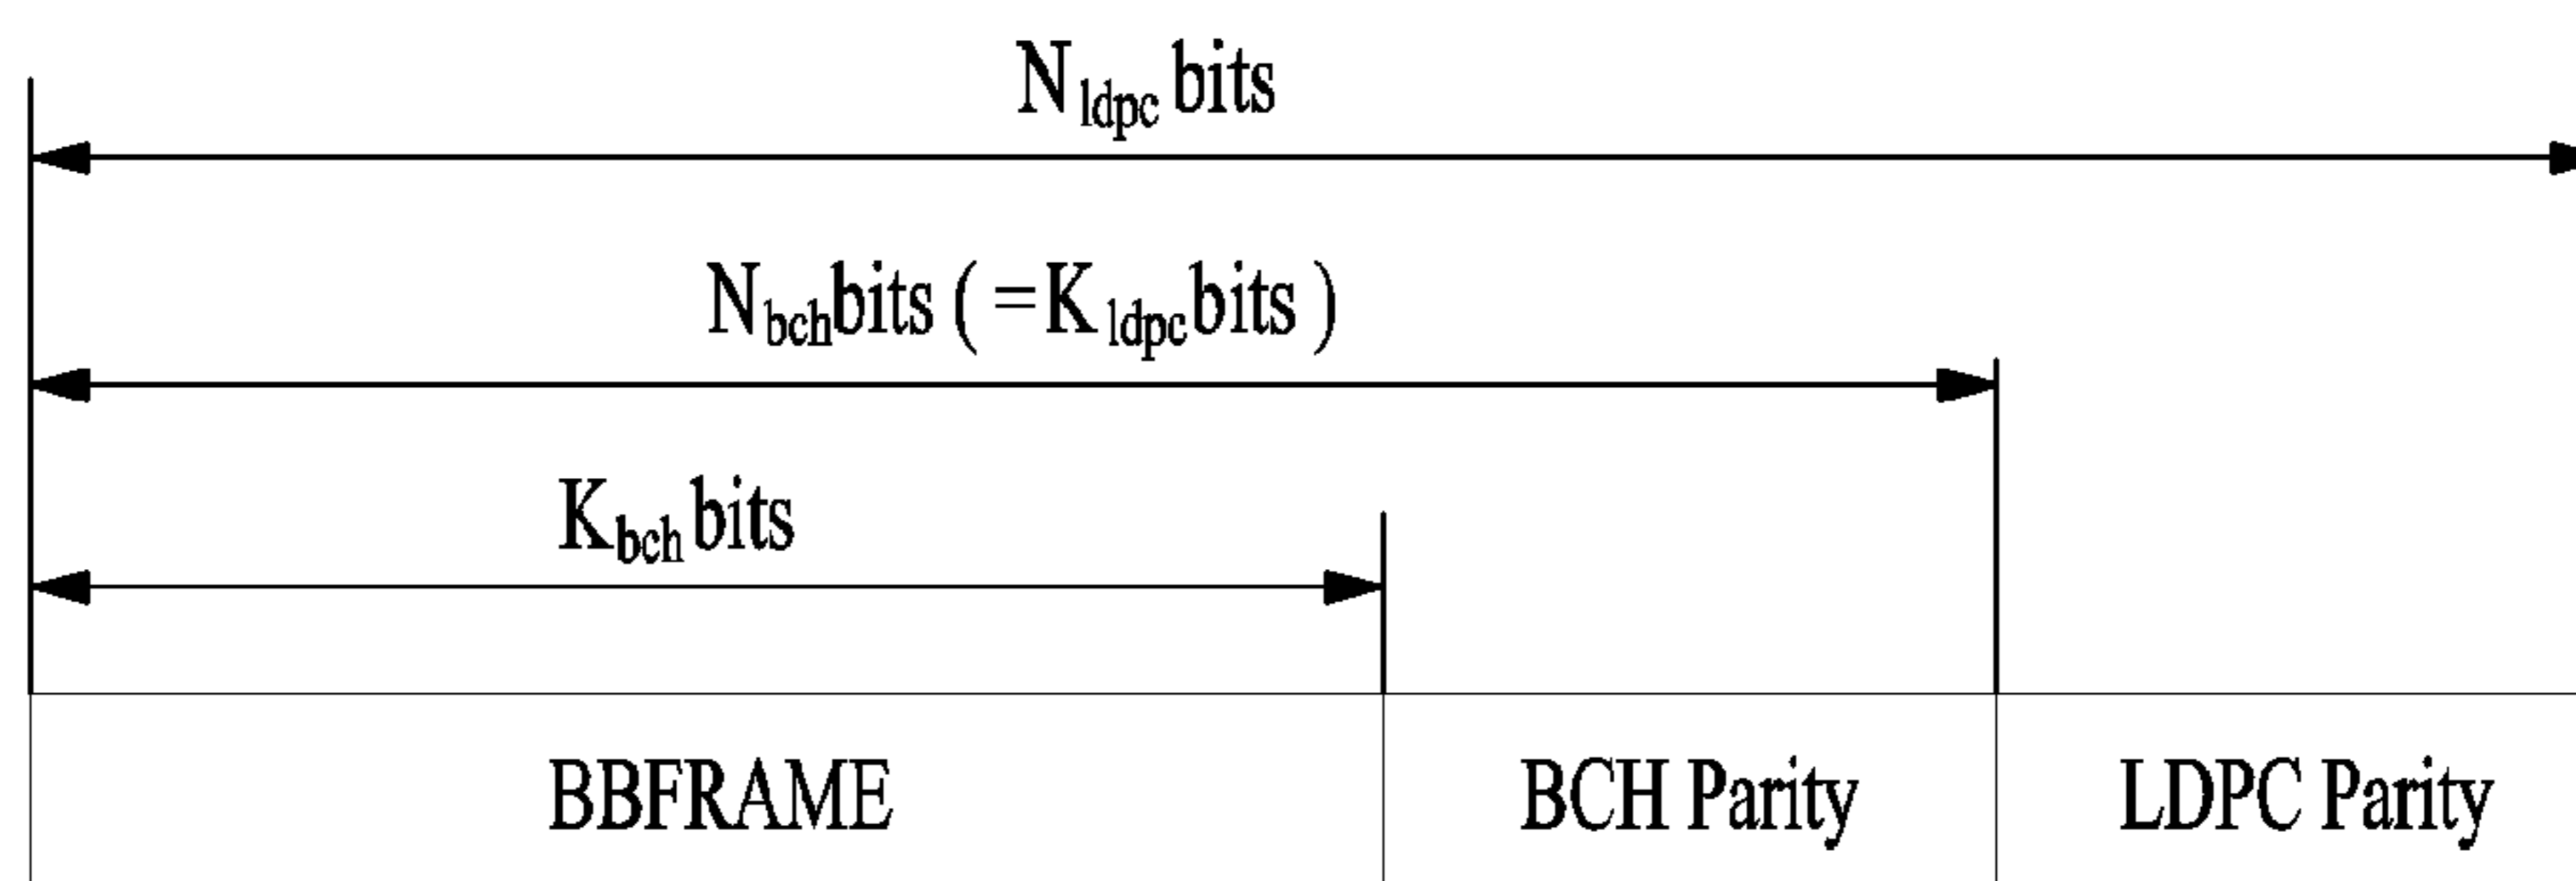 N ldpc bits
N bch bits ( = K ldpc bits )
K bch bits
BBFRAME BCH Parity LDPC Parity